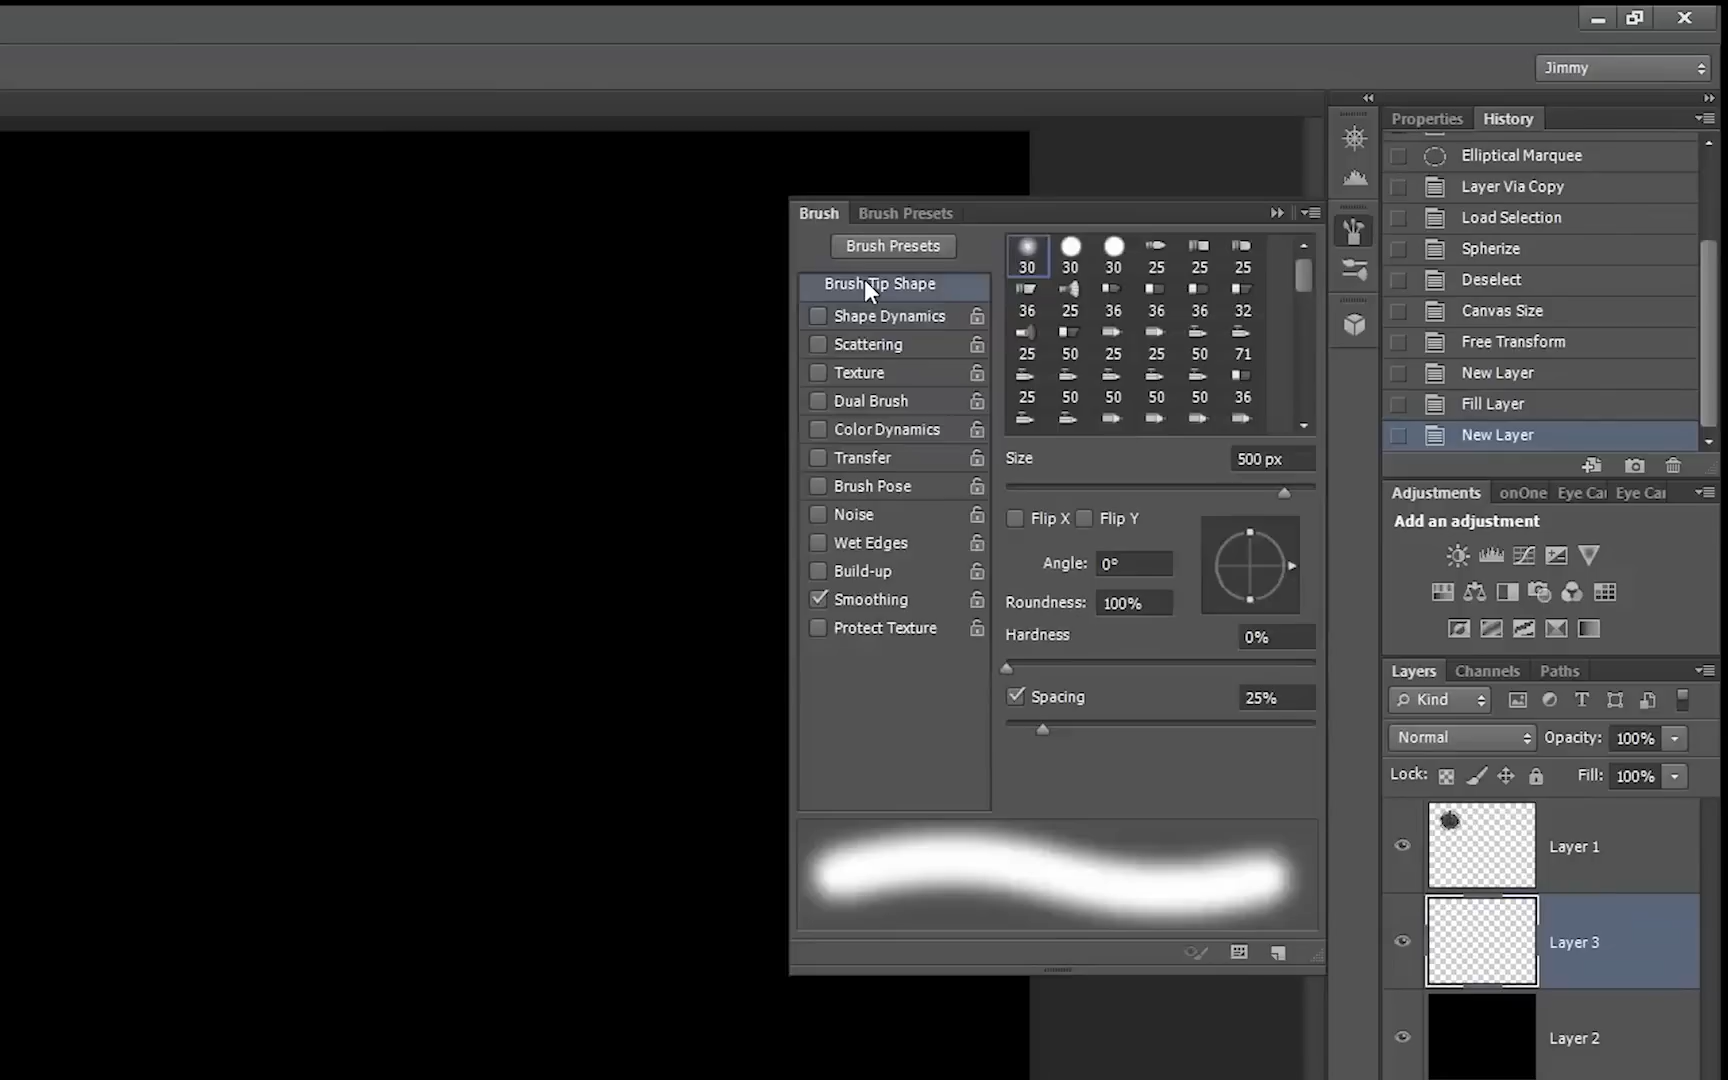 Jimmy
Properties History
Elliptical Marquee
Layer Via Copy
Load Selection
Spherize
Deselect
Canvas Size
Free Transform
New Layer
Fill Layer
New Layer
Brush Brush Presets
Brush Presets
Brush Tip Shape
Shape Dynamics
Scattering
Texture
Dual Brush
Color Dynamics
Transfer
Brush Pose
Noise
Wet Edges
Build-up
Smoothing
Protect Texture
30 30 30 25 25 25
36 25 36 36 36 32
25 50 25 25 50 71
25 50 50 50 50 36
Size 500 px
Flip X Flip Y
Angle: 0°
Roundness: 100%
Hardness 0%
Spacing 25%
Adjustments onOne Eye Car Eye Car
Add an adjustment
Layers Channels Paths
Kind T
Normal Opacity: 100%
Lock: Fill: 100%
Layer 1
Layer 3
Layer 2